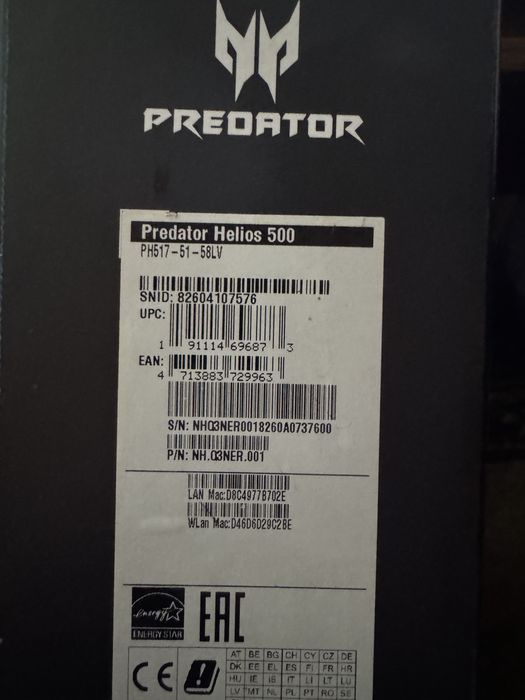 PREDATOR
Predator Helios 500
PH517-51-58LV
SNID: 82604107576
UPC:
1 91114 69687 3
EAN:
4 713883 729963
S/N: NHQ3NER0018260A0737600
P/N: NH.Q3NER.001
LAN Mac:D8C4977B702E
WLan Mac:D46D6D29C2BE
energy
ENERGY STAR
EAC
CE
AT BE BG CH CY CZ DE
DK EE EL ES FI FR HR
HU IE IS IT LI LT LU
LV MT NL PL PT RO SE